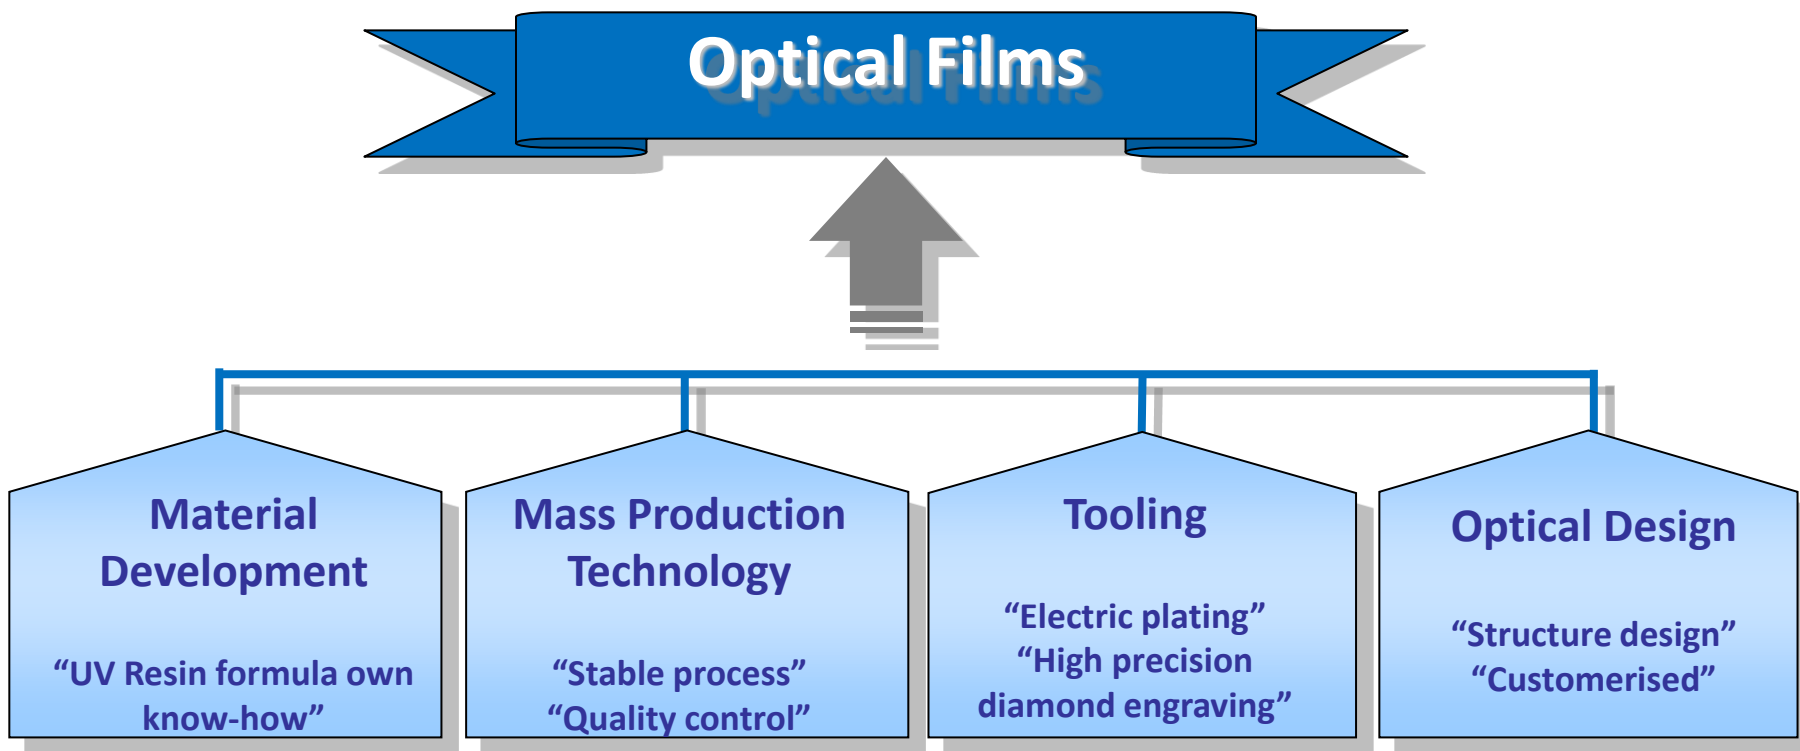 Optical Films
Material
Development
“UV Resin formula own
know-how”
Mass Production
Technology
“Stable process”
“Quality control”
Tooling
“Electric plating”
“High precision
diamond engraving”
Optical Design
“Structure design”
“Customerised”